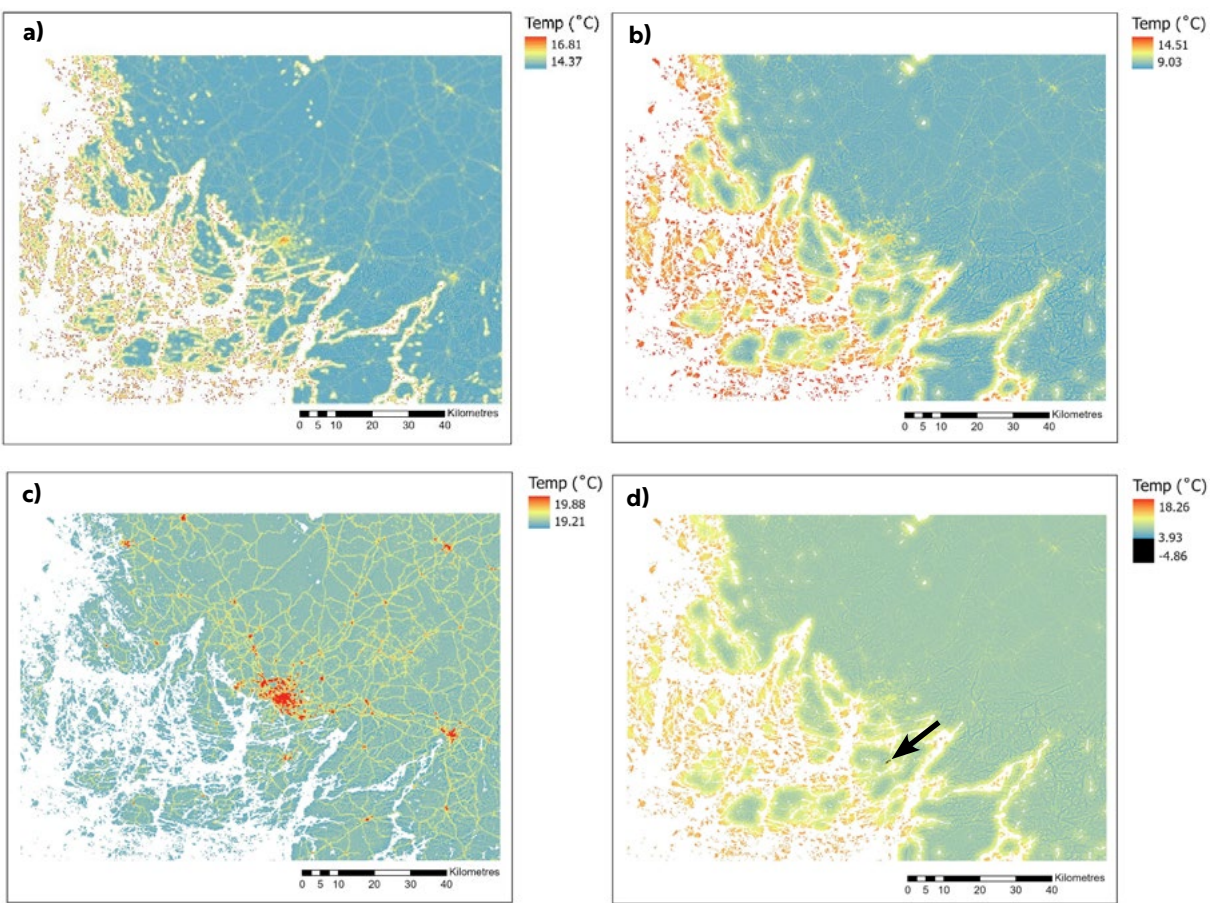 a)
Temp (˚C)
16.81
14.37
Kilometres
0 5 10 20 30 40
b)
Temp (˚C)
14.51
9.03
Kilometres
0 5 10 20 30 40
c)
Temp (˚C)
19.88
19.21
Kilometres
0 5 10 20 30 40
d)
Temp (˚C)
18.26
3.93
-4.86
Kilometres
0 5 10 20 30 40